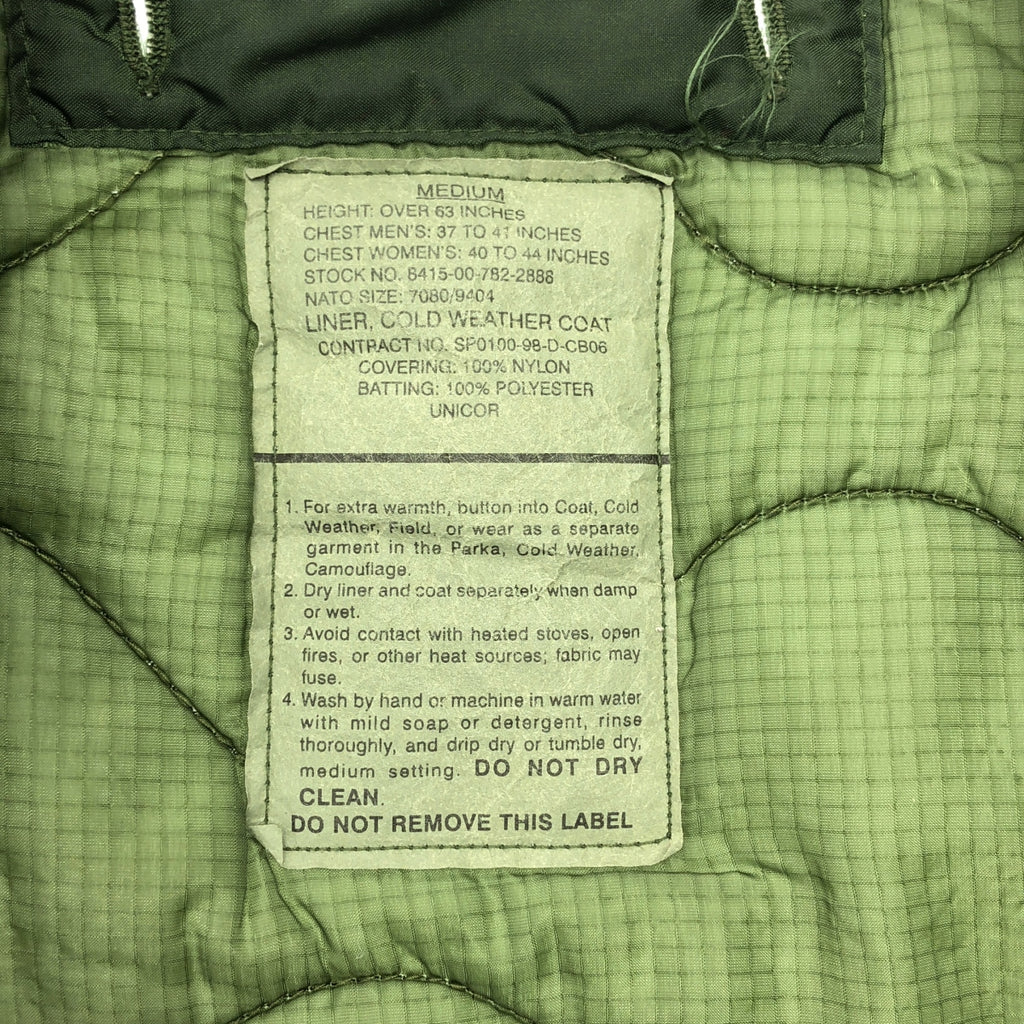 MEDIUM
HEIGHT: OVER 63 INCHES
CHEST MEN'S: 37 TO 41 INCHES
CHEST WOMEN'S: 40 TO 44 INCHES
STOCK NO. 8415-00-782-2888
NATO SIZE: 7080/9404
LINER, COLD WEATHER COAT
CONTRACT NO. SP0100-98-D-CB06
COVERING: 100% NYLON
BATTING: 100% POLYESTER
UNICOR
1. For extra warmth, button into Coat, Cold
Weather, Field, or wear as a separate
garment in the Parka, Cold Weather,
Camouflage.
2. Dry liner and coat separately when damp
or wet.
3. Avoid contact with heated stoves, open
fires, or other heat sources; fabric may
fuse.
4. Wash by hand or machine in warm water
with mild soap or detergent, rinse
thoroughly, and drip dry or tumble dry,
medium setting. DO NOT DRY
CLEAN.
DO NOT REMOVE THIS LABEL